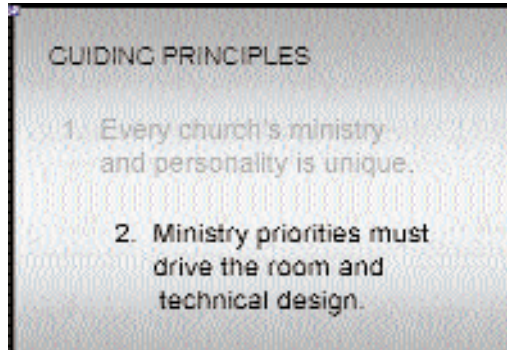 GUIDING PRINCIPLES
1. Every church's ministry
and personality is unique.
2. Ministry priorities must
drive the room and
technical design.